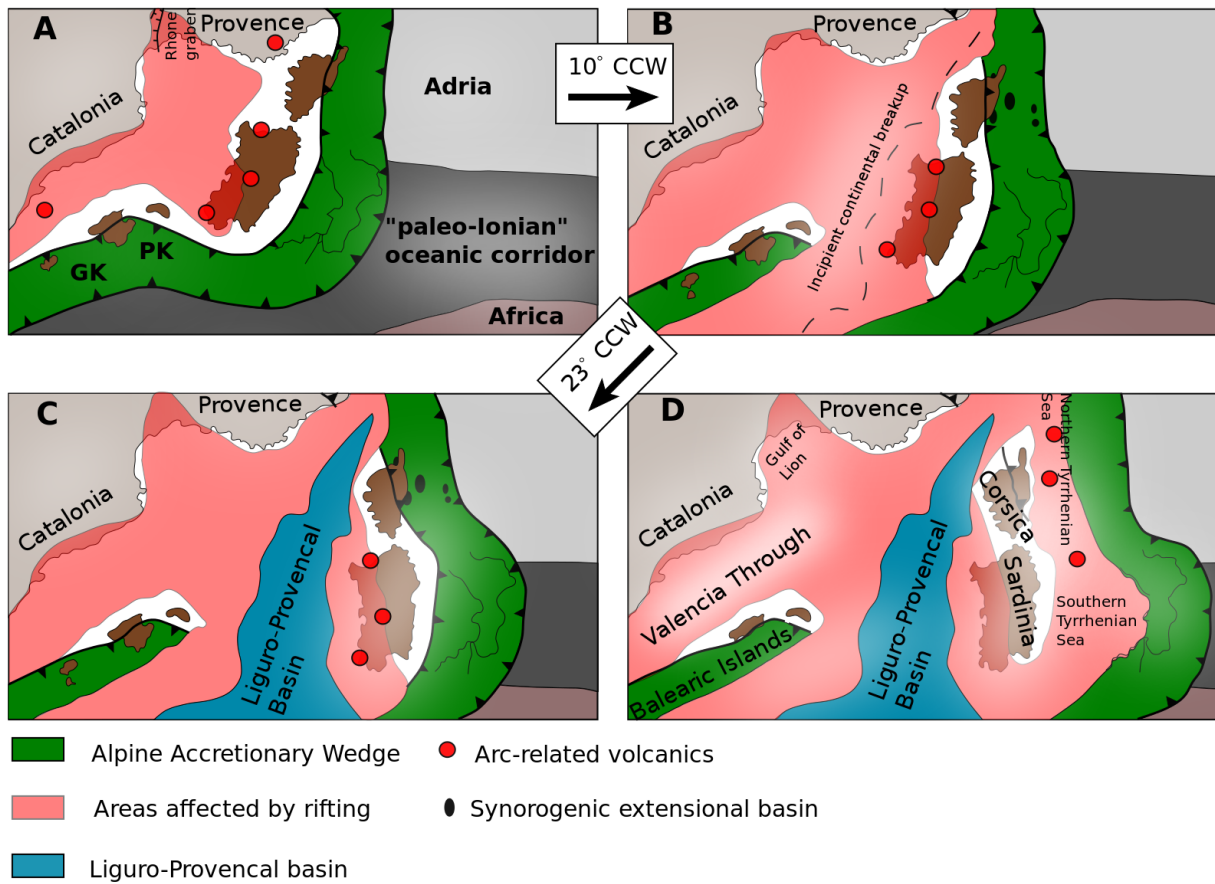 A
Rhone
graben
Provence
Catalonia
Adria
"paleo-Ionian"
oceanic corridor
PK
GK
Africa
10° CCW
B
Provence
Catalonia
Incipient continental breakup
23° CCW
C
Provence
Catalonia
Liguro-Provencal
Basin
D
Provence
Northern Tyrrhenian
Sea
Gulf of
Lion
Catalonia
Corsica
Valencia Through
Sardinia
Southern
Tyrrhenian
Sea
Liguro-Provencal
Basin
Balearic Islands
Alpine Accretionary Wedge
Arc-related volcanics
Areas affected by rifting
Synorogenic extensional basin
Liguro-Provencal basin